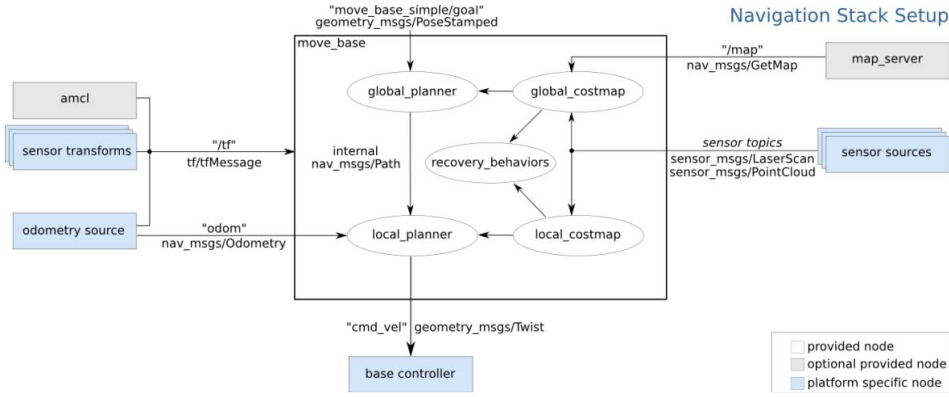 Navigation Stack Setup
"move_base_simple/goal"
geometry_msgs/PoseStamped
move_base
"/map"
nav_msgs/GetMap
map_server
amcl
global_planner
global_costmap
sensor transforms
"/tf"
tf/tfMessage
internal
nav_msgs/Path
recovery_behaviors
sensor topics
sensor_msgs/LaserScan
sensor_msgs/PointCloud
sensor sources
odometry source
"odom"
nav_msgs/Odometry
local_planner
local_costmap
"cmd_vel" geometry_msgs/Twist
base controller
provided node
optional provided node
platform specific node